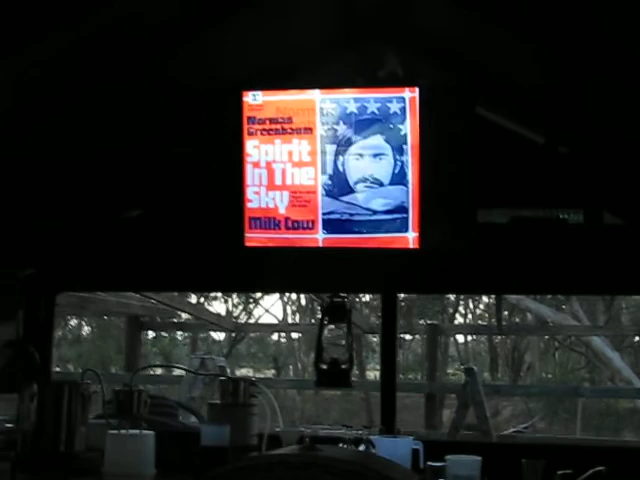 Norman
Greenbaum
Spirit
In The
Sky
Milk Cow